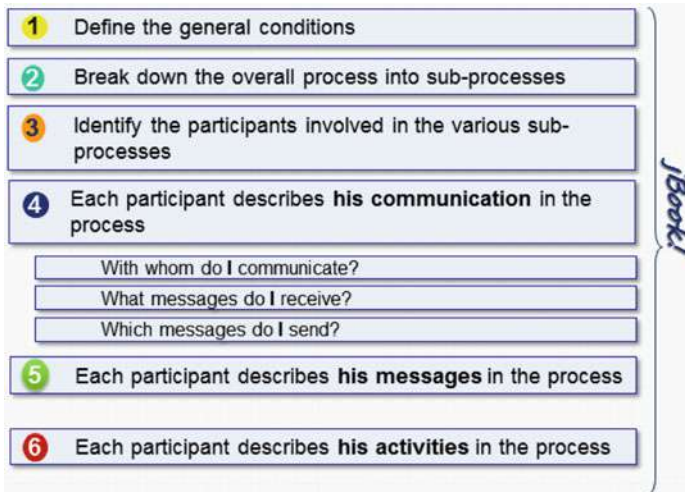 1 Define the general conditions
2 Break down the overall process into sub-processes
3 Identify the participants involved in the various sub-
processes
4 Each participant describes his communication in the
process
With whom do I communicate?
What messages do I receive?
Which messages do I send?
5 Each participant describes his messages in the process
6 Each participant describes his activities in the process
jBook!